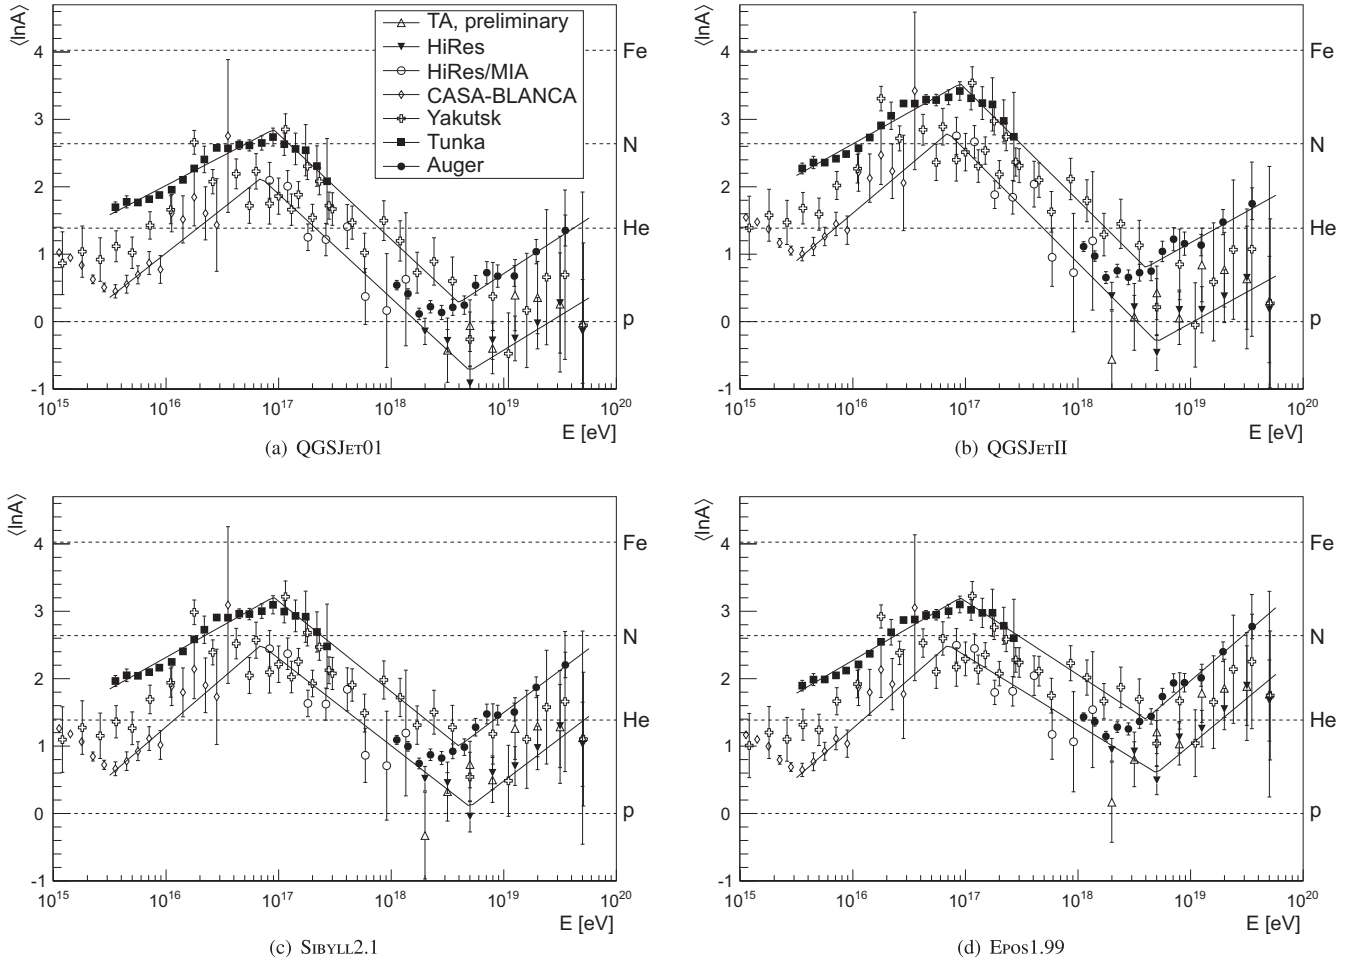 ⟨lnA⟩
4
3
2
1
0
-1
Fe
N
He
p
TA, preliminary
HiRes
HiRes/MIA
CASA-BLANCA
Yakutsk
Tunka
Auger
10^15
10^16
10^17
10^18
10^19
10^20
E [eV]
(a) QGSJET01
⟨lnA⟩
4
3
2
1
0
-1
Fe
N
He
p
10^15
10^16
10^17
10^18
10^19
10^20
E [eV]
(b) QGSJETII
⟨lnA⟩
4
3
2
1
0
-1
Fe
N
He
p
10^15
10^16
10^17
10^18
10^19
10^20
E [eV]
(c) SIBYLL2.1
⟨lnA⟩
4
3
2
1
0
-1
Fe
N
He
p
10^15
10^16
10^17
10^18
10^19
10^20
E [eV]
(d) EPOS1.99